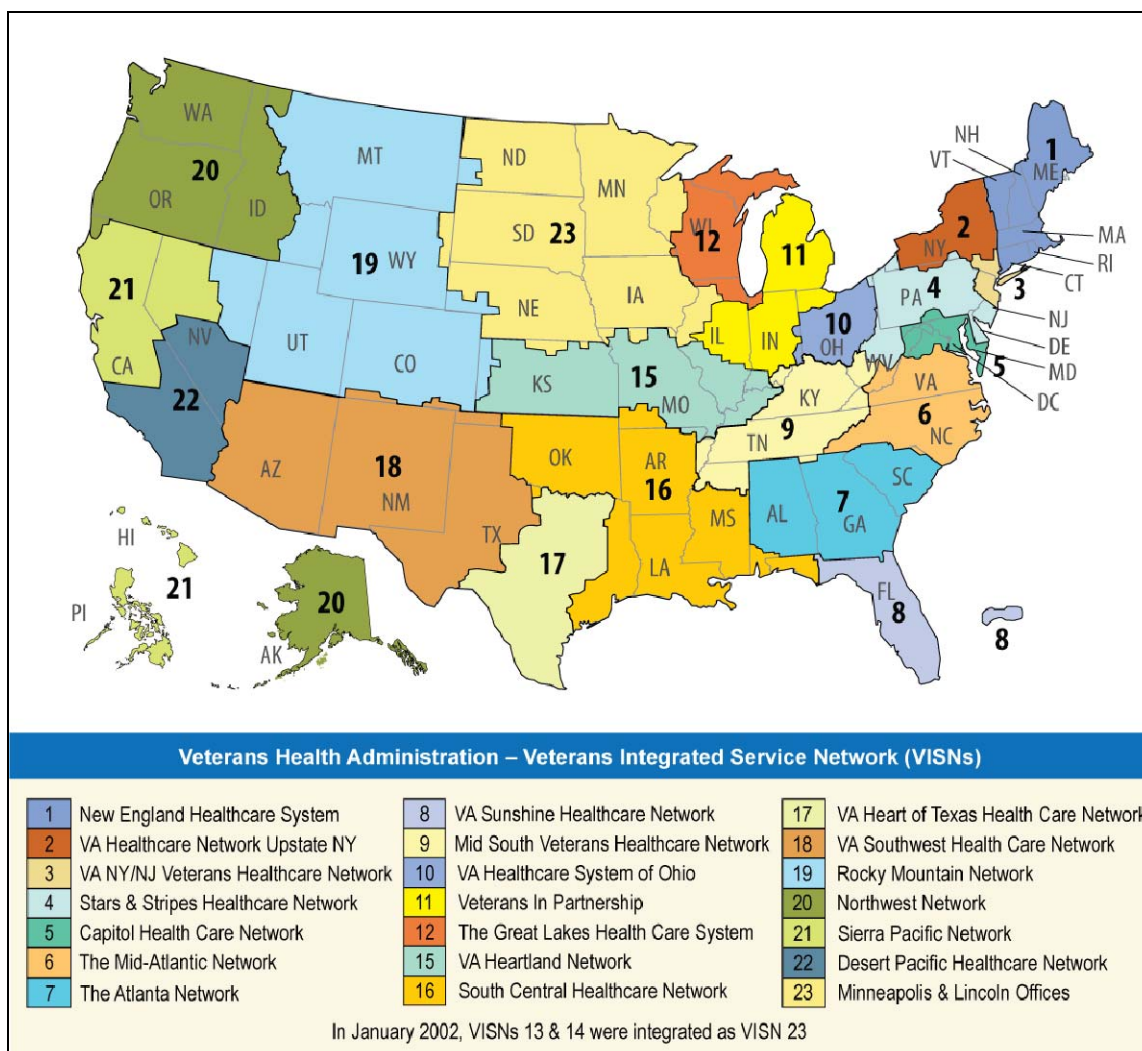 NH
VT
1
ME
WA
MT
ND
MN
20
OR
ID
WI
2
NY
MA
RI
CT
SD
23
12
11
19
WY
4
PA
3
NJ
21
NE
IA
10
OH
DE
MD
DC
5
NV
UT
CO
IL
IN
WV
VA
CA
22
KS
15
MO
KY
6
NC
9
TN
AZ
18
NM
OK
AR
16
SC
7
MS
AL
GA
TX
HI
17
LA
FL
21
PI
20
AK
8
8
Veterans Health Administration – Veterans Integrated Service Network (VISNs)
1 New England Healthcare System
2 VA Healthcare Network Upstate NY
3 VA NY/NJ Veterans Healthcare Network
4 Stars & Stripes Healthcare Network
5 Capitol Health Care Network
6 The Mid-Atlantic Network
7 The Atlanta Network
8 VA Sunshine Healthcare Network
9 Mid South Veterans Healthcare Network
10 VA Healthcare System of Ohio
11 Veterans In Partnership
12 The Great Lakes Health Care System
15 VA Heartland Network
16 South Central Healthcare Network
17 VA Heart of Texas Health Care Network
18 VA Southwest Health Care Network
19 Rocky Mountain Network
20 Northwest Network
21 Sierra Pacific Network
22 Desert Pacific Healthcare Network
23 Minneapolis & Lincoln Offices
In January 2002, VISNs 13 & 14 were integrated as VISN 23